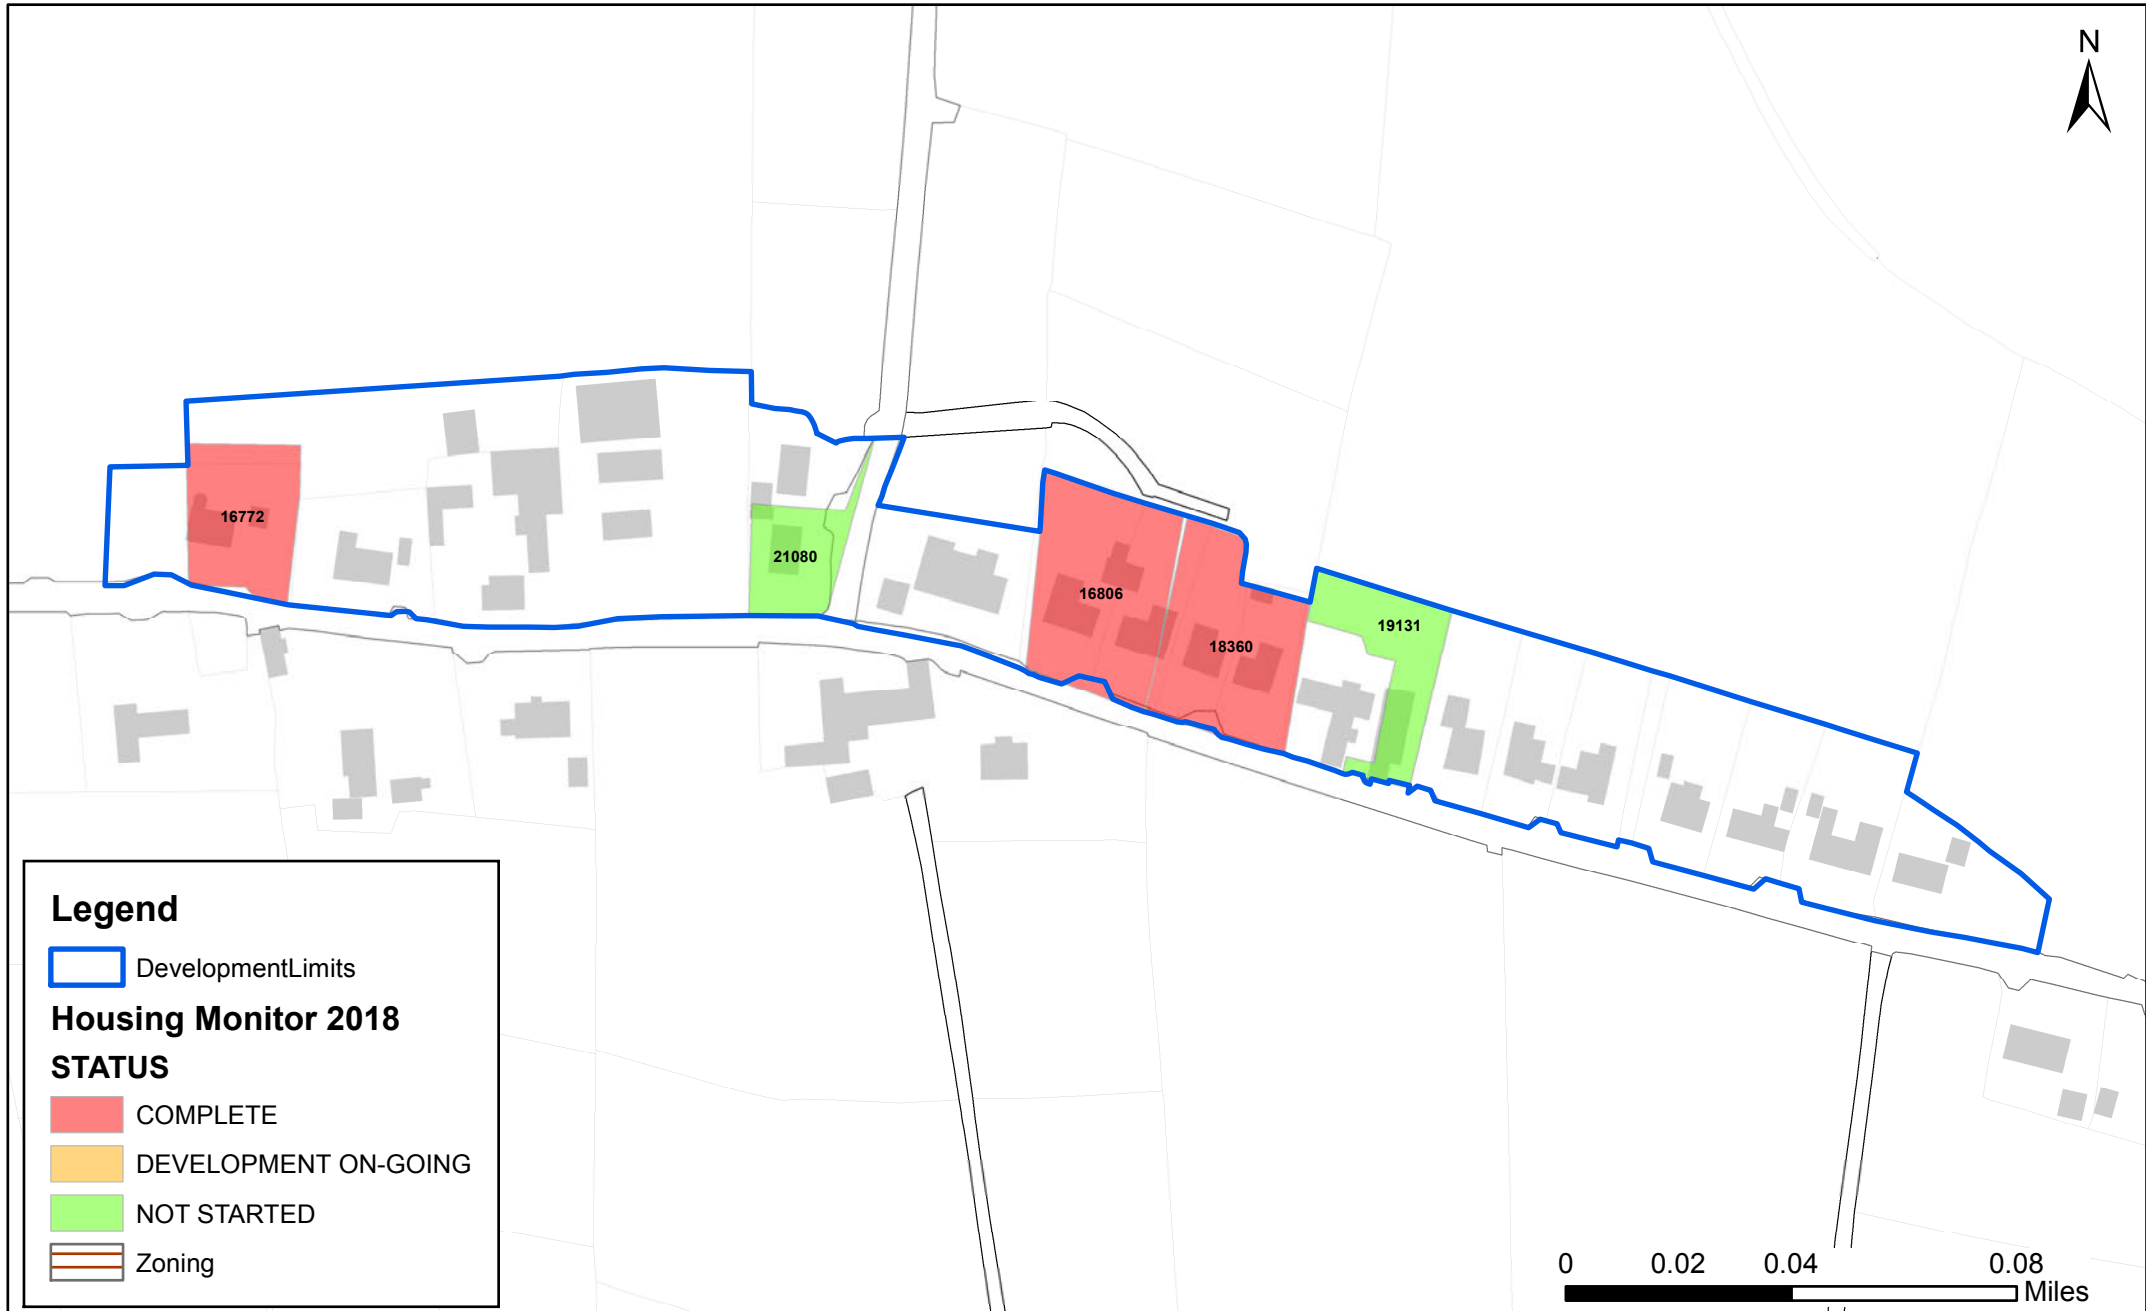 N
16772
21080
16806
18360
19131
Legend
DevelopmentLimits
Housing Monitor 2018
STATUS
COMPLETE
DEVELOPMENT ON-GOING
NOT STARTED
Zoning
0 0.02 0.04 0.08
Miles